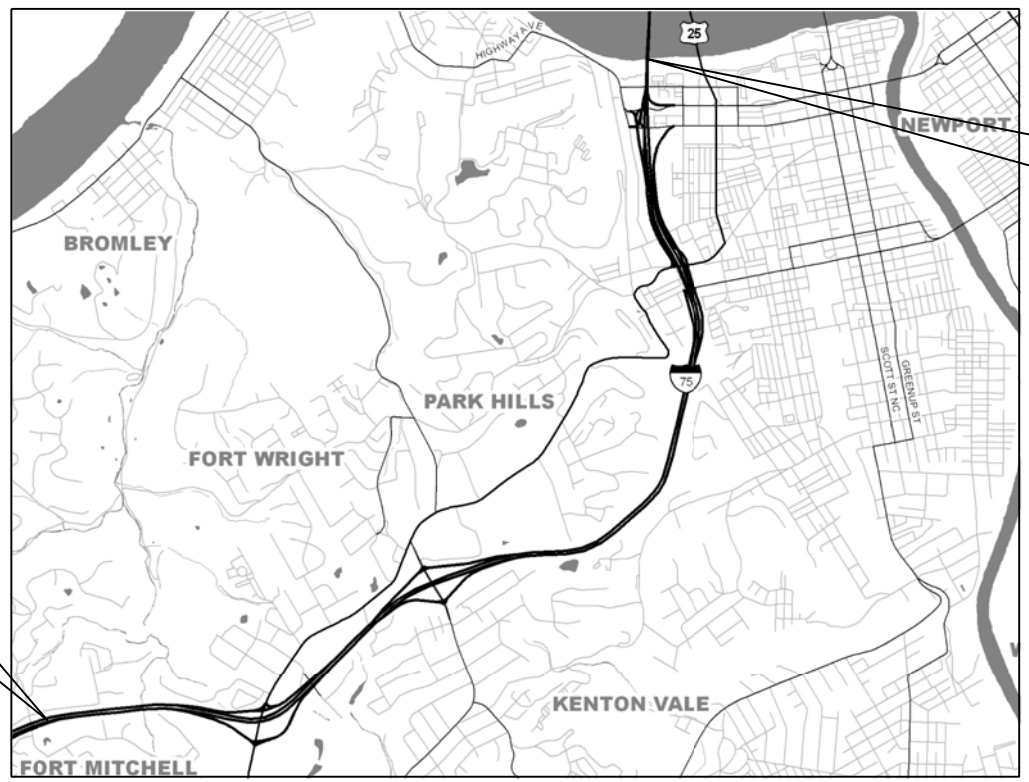 HIGHWAY AVE
25
NEWPORT
BROMLEY
SCOTT ST NC
GREENUP ST
75
PARK HILLS
FORT WRIGHT
KENTON VALE
FORT MITCHELL